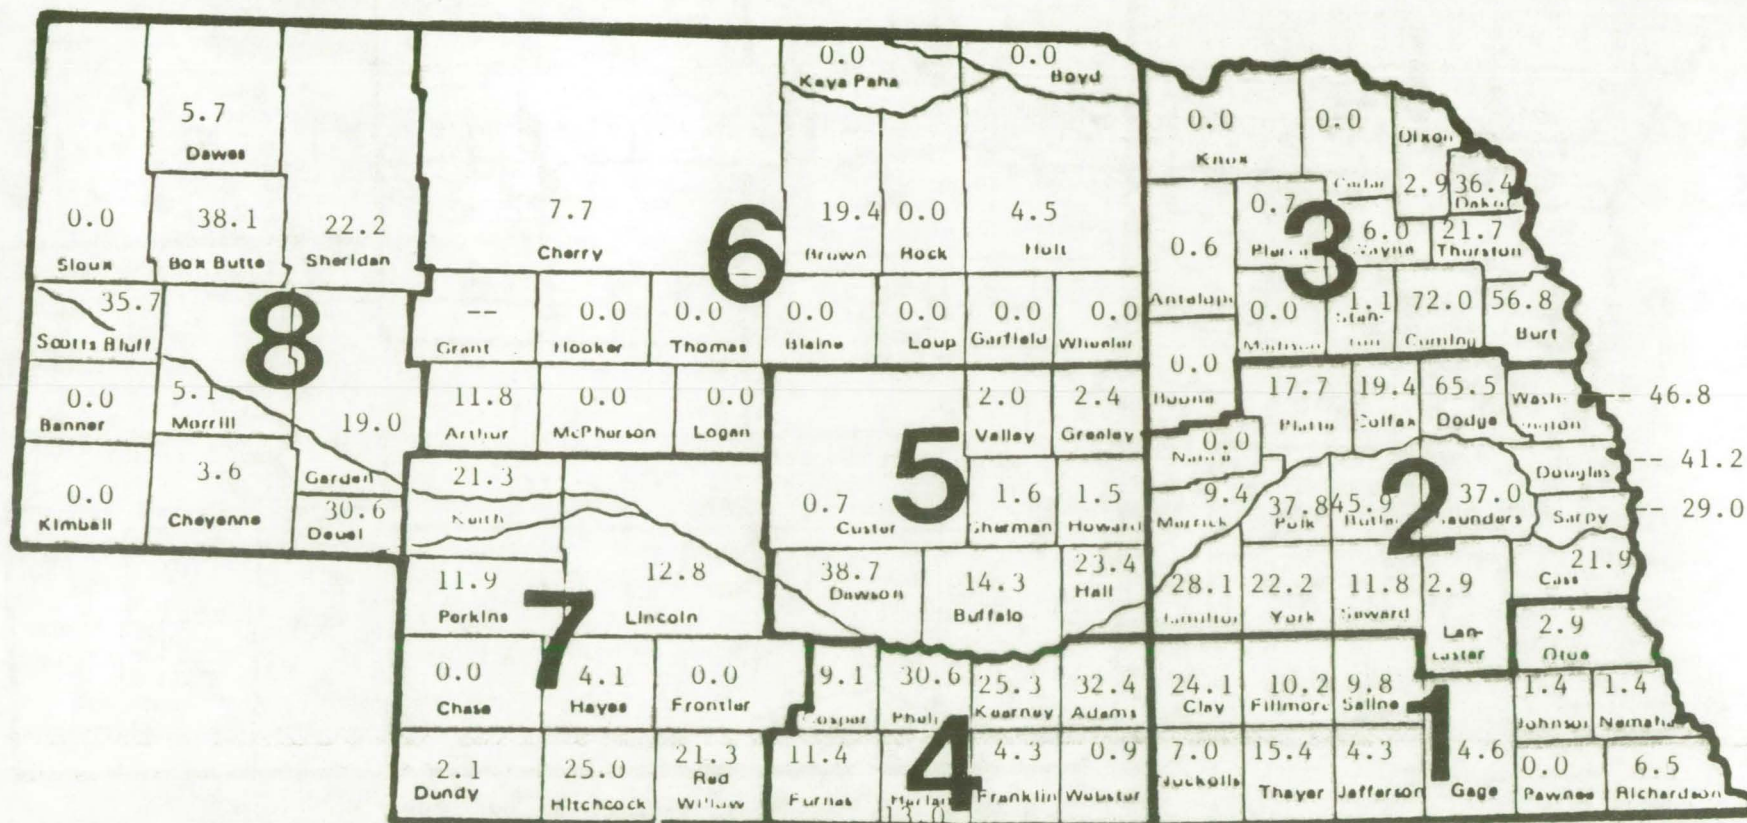 0.0
Kaya Paha
0.0
Boyd
5.7
Dawes
0.0
Knox
0.0
Dixon
2.9
36.4
0.0
Sioux
38.1
Box Butte
22.2
Sheridan
7.7
Cherry
6
19.4
Brown
0.0
Rock
4.5
Holt
0.6
Antelope
0.7
3
6.0
Wayne
21.7
Thurston
35.7
Scotts Bluff
8
--
Grant
0.0
Hooker
0.0
Thomas
0.0
Blaine
0.0
Loup
0.0
Garfield
0.0
Wheeler
0.0
Madison
1.1
Stan-
ton
72.0
Cuming
56.8
Burt
0.0
Banner
5.1
Morrill
19.0
Garden
11.8
Arthur
0.0
McPherson
0.0
Logan
2.0
Valley
2.4
Greeley
0.0
Boone
17.7
Platte
19.4
Colfax
65.5
Dodge
Wash-
ington
-- 46.8
0.0
Kimball
3.6
Cheyenne
30.6
Deuel
21.3
Keith
5
0.7
Custer
1.6
Sherman
1.5
Howard
0.0
Nance
9.4
Merrick
37.8
Polk
45.9
Butler
2
37.0
Saunders
Douglas
-- 41.2
Sarpy
-- 29.0
11.9
Perkins
12.8
Lincoln
38.7
Dawson
14.3
Buffalo
23.4
Hall
28.1
Hamilton
22.2
York
11.8
Seward
2.9
Lan-
caster
21.9
Cass
7
2.9
Otoe
0.0
Chase
4.1
Hayes
0.0
Frontier
9.1
Gosper
30.6
25.3
Kearney
32.4
Adams
24.1
Clay
10.2
Fillmore
9.8
Saline
1
1.4
Johnson
1.4
Nemaha
2.1
Dundy
25.0
Hitchcock
21.3
Red
Willow
11.4
Furnas
4
Harlan
13.0
4.3
Franklin
0.9
Webster
7.0
Nuckolls
15.4
Thayer
4.3
Jefferson
4.6
Gage
0.0
Pawnee
6.5
Richardson